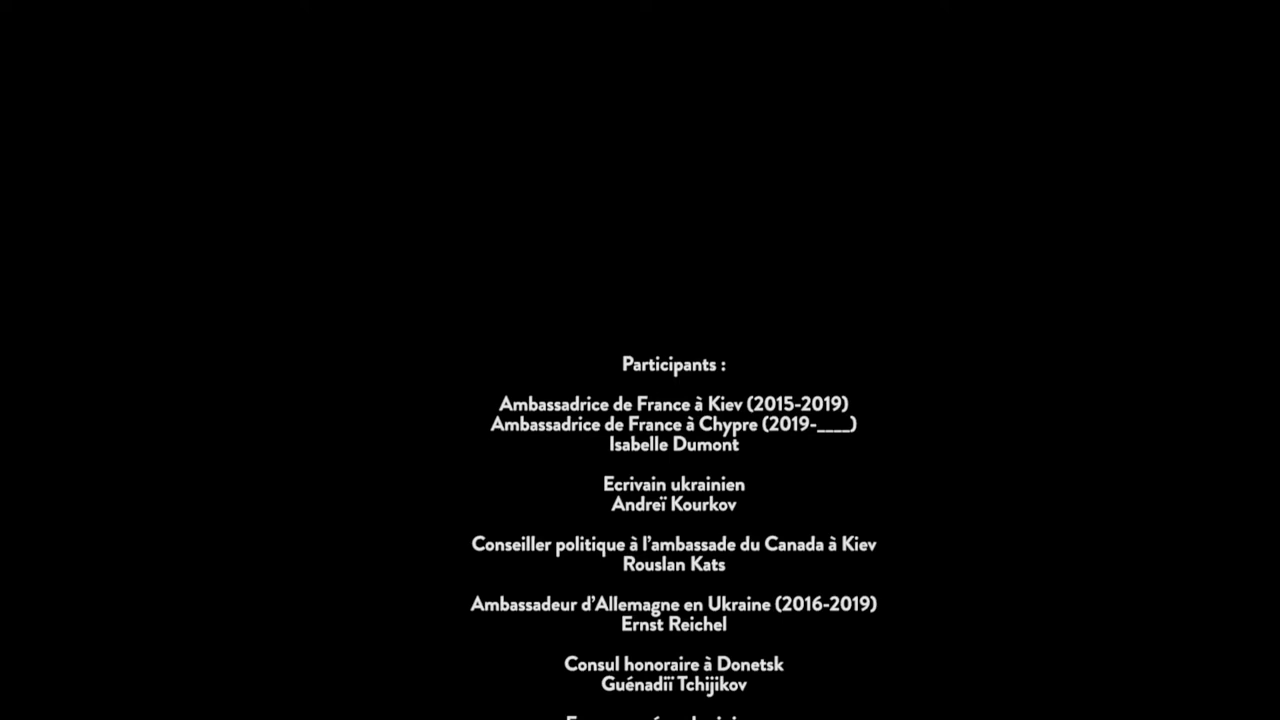 Participants :
Ambassadrice de France à Kiev (2015-2019)
Ambassadrice de France à Chypre (2019-____)
Isabelle Dumont
Ecrivain ukrainien
Andreï Kourkov
Conseiller politique à l’ambassade du Canada à Kiev
Rouslan Kats
Ambassadeur d’Allemagne en Ukraine (2016-2019)
Ernst Reichel
Consul honoraire à Donetsk
Guénadïï Tchijikov